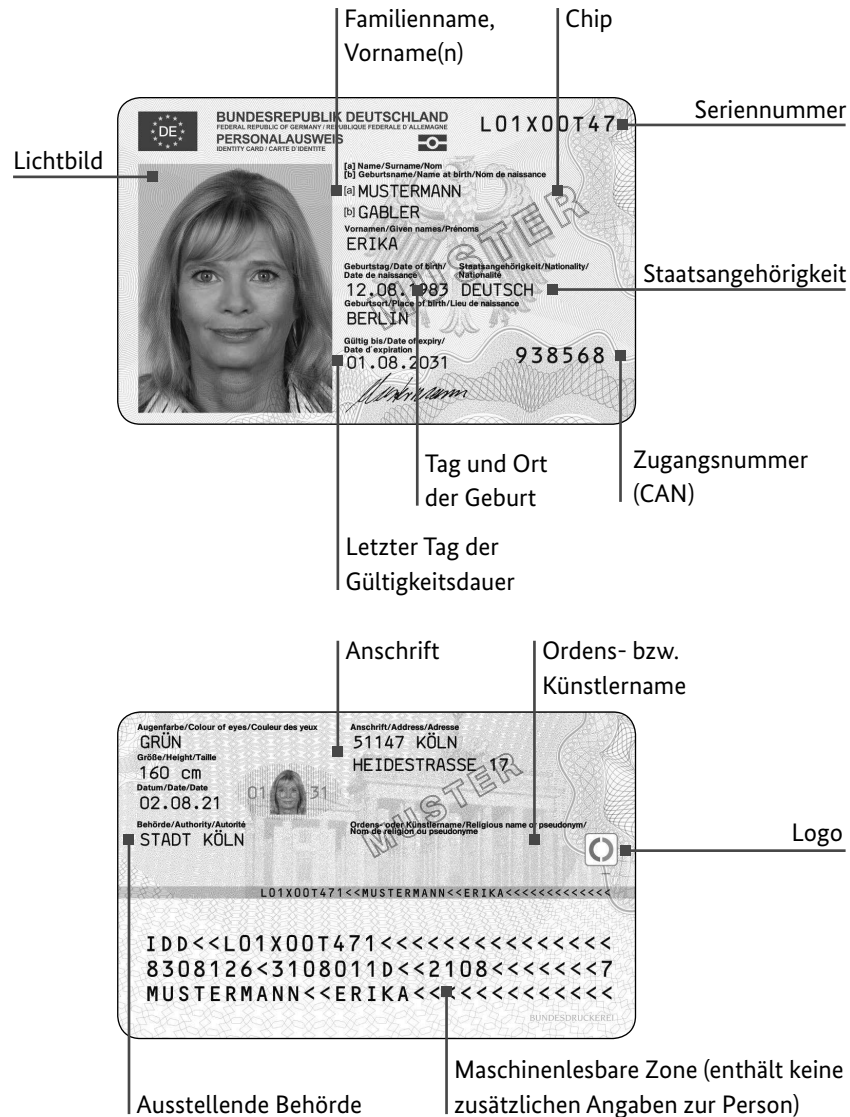 Familienname,
Vorname(n)
Chip
Seriennummer
Lichtbild
DE
BUNDESREPUBLIK DEUTSCHLAND
FEDERAL REPUBLIC OF GERMANY / REPUBLIQUE FEDERALE D'ALLEMAGNE
PERSONALAUSWEIS
IDENTITY CARD / CARTE D'IDENTITE
L01X00T47
[a] Name/Surname/Nom
[b] Geburtsname/Name at birth/Nom de naissance
[a] MUSTERMANN
[b] GABLER
Vornamen/Given names/Prénoms
ERIKA
Geburtstag/Date of birth/
Date de naissance
Staatsangehörigkeit/Nationality/
Nationalité
12.08.1983 DEUTSCH
Geburtsort/Place of birth/Lieu de naissance
BERLIN
Gültig bis/Date of expiry/
Date d'expiration
01.08.2031
938568
Mustermann
MUSTER
Staatsangehörigkeit
Tag und Ort
der Geburt
Zugangsnummer
(CAN)
Letzter Tag der
Gültigkeitsdauer
Anschrift
Ordens- bzw.
Künstlername
Augenfarbe/Colour of eyes/Couleur des yeux
GRÜN
Größe/Height/Taille
160 cm
Datum/Date/Date
02.08.21
Behörde/Authority/Autorité
STADT KÖLN
01 31
Anschrift/Address/Adresse
51147 KÖLN
HEIDESTRASSE 17
MUSTER
Ordens- oder Künstlername/Religious name or pseudonym/
Nom de religion ou pseudonyme
Logo
L01X00T471<<MUSTERMANN<<ERIKA<<<<<<<<<<<<<
IDD<<L01X00T471<<<<<<<<<<<<<<<
8308126<3108011D<<2108<<<<<<<7
MUSTERMANN<<ERIKA<<<<<<<<<<<<<
BUNDESDRUCKEREI
Ausstellende Behörde
Maschinenlesbare Zone (enthält keine
zusätzlichen Angaben zur Person)